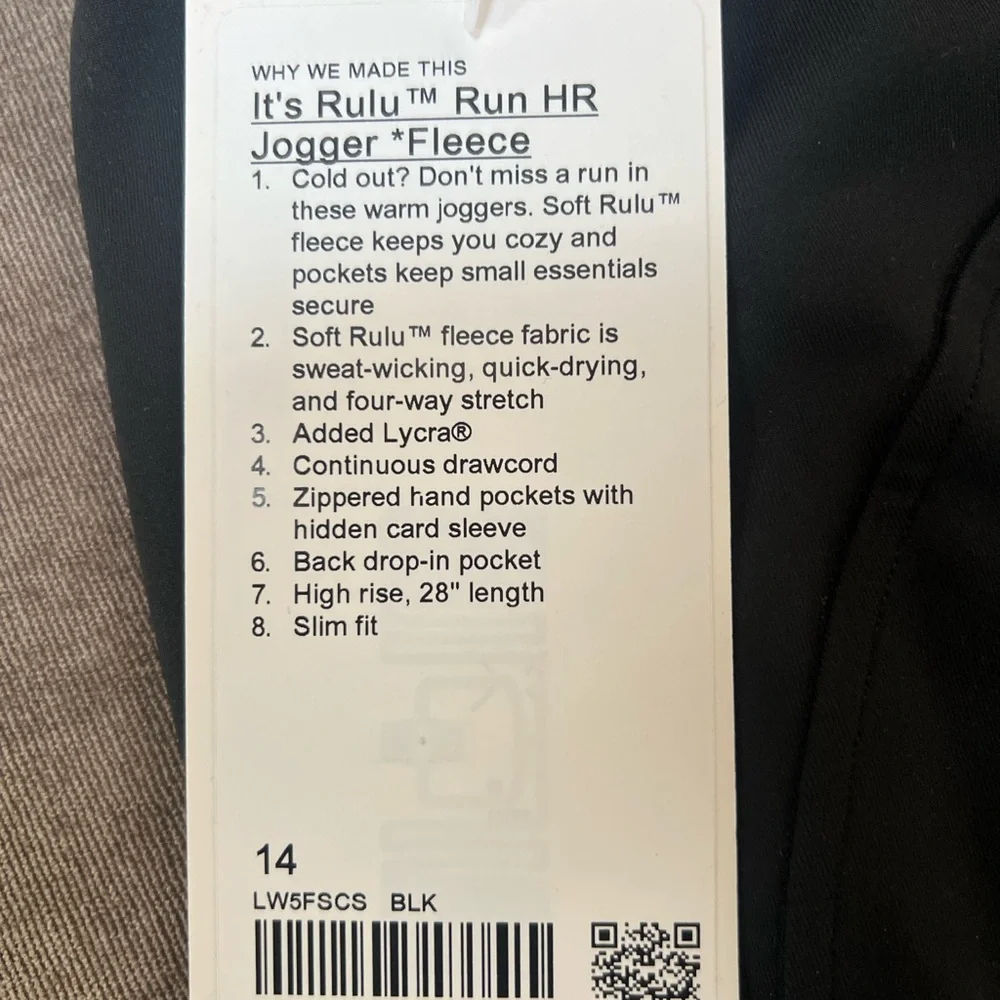 WHY WE MADE THIS
It's Rulu™ Run HR
Jogger *Fleece
1. Cold out? Don't miss a run in
these warm joggers. Soft Rulu™
fleece keeps you cozy and
pockets keep small essentials
secure
2. Soft Rulu™ fleece fabric is
sweat-wicking, quick-drying,
and four-way stretch
3. Added Lycra®
4. Continuous drawcord
5. Zippered hand pockets with
hidden card sleeve
6. Back drop-in pocket
7. High rise, 28" length
8. Slim fit
14
LW5FSCS BLK